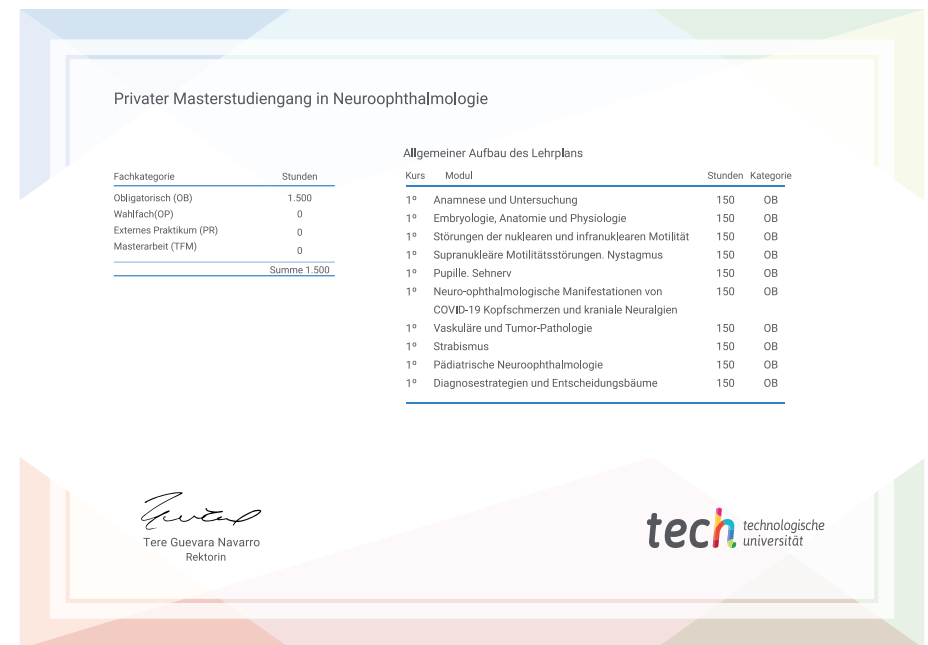 Privater Masterstudiengang in Neuroophthalmologie
Allgemeiner Aufbau des Lehrplans
Fachkategorie Stunden
Obligatorisch (OB) 1.500
Wahlfach(OP) 0
Externes Praktikum (PR) 0
Masterarbeit (TFM) 0
Summe 1.500
Kurs Modul Stunden Kategorie
1º Anamnese und Untersuchung 150 OB
1º Embryologie, Anatomie und Physiologie 150 OB
1º Störungen der nuklearen und infranuklearen Motilität 150 OB
1º Supranukleäre Motilitätsstörungen. Nystagmus 150 OB
1º Pupille. Sehnerv 150 OB
1º Neuro-ophthalmologische Manifestationen von 150 OB
COVID-19 Kopfschmerzen und kraniale Neuralgien
1º Vaskuläre und Tumor-Pathologie 150 OB
1º Strabismus 150 OB
1º Pädiatrische Neuroophthalmologie 150 OB
1º Diagnosestrategien und Entscheidungsbäume 150 OB
Tere Guevara Navarro
Rektorin
tech technologische
universität